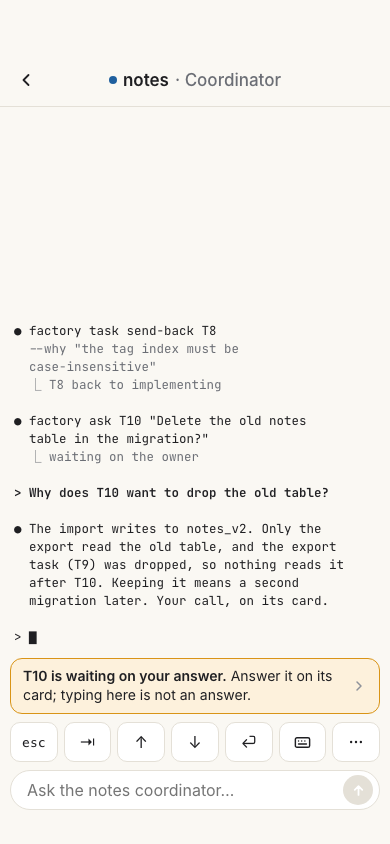 notes · Coordinator
● factory task send-back T8
--why "the tag index must be
case-insensitive"
⎿ T8 back to implementing
● factory ask T10 "Delete the old notes
table in the migration?"
⎿ waiting on the owner
> Why does T10 want to drop the old table?
● The import writes to notes_v2. Only the
export read the old table, and the export
task (T9) was dropped, so nothing reads it
after T10. Keeping it means a second
migration later. Your call, on its card.
>
T10 is waiting on your answer. Answer it on its
card; typing here is not an answer.
esc
Ask the notes coordinator...